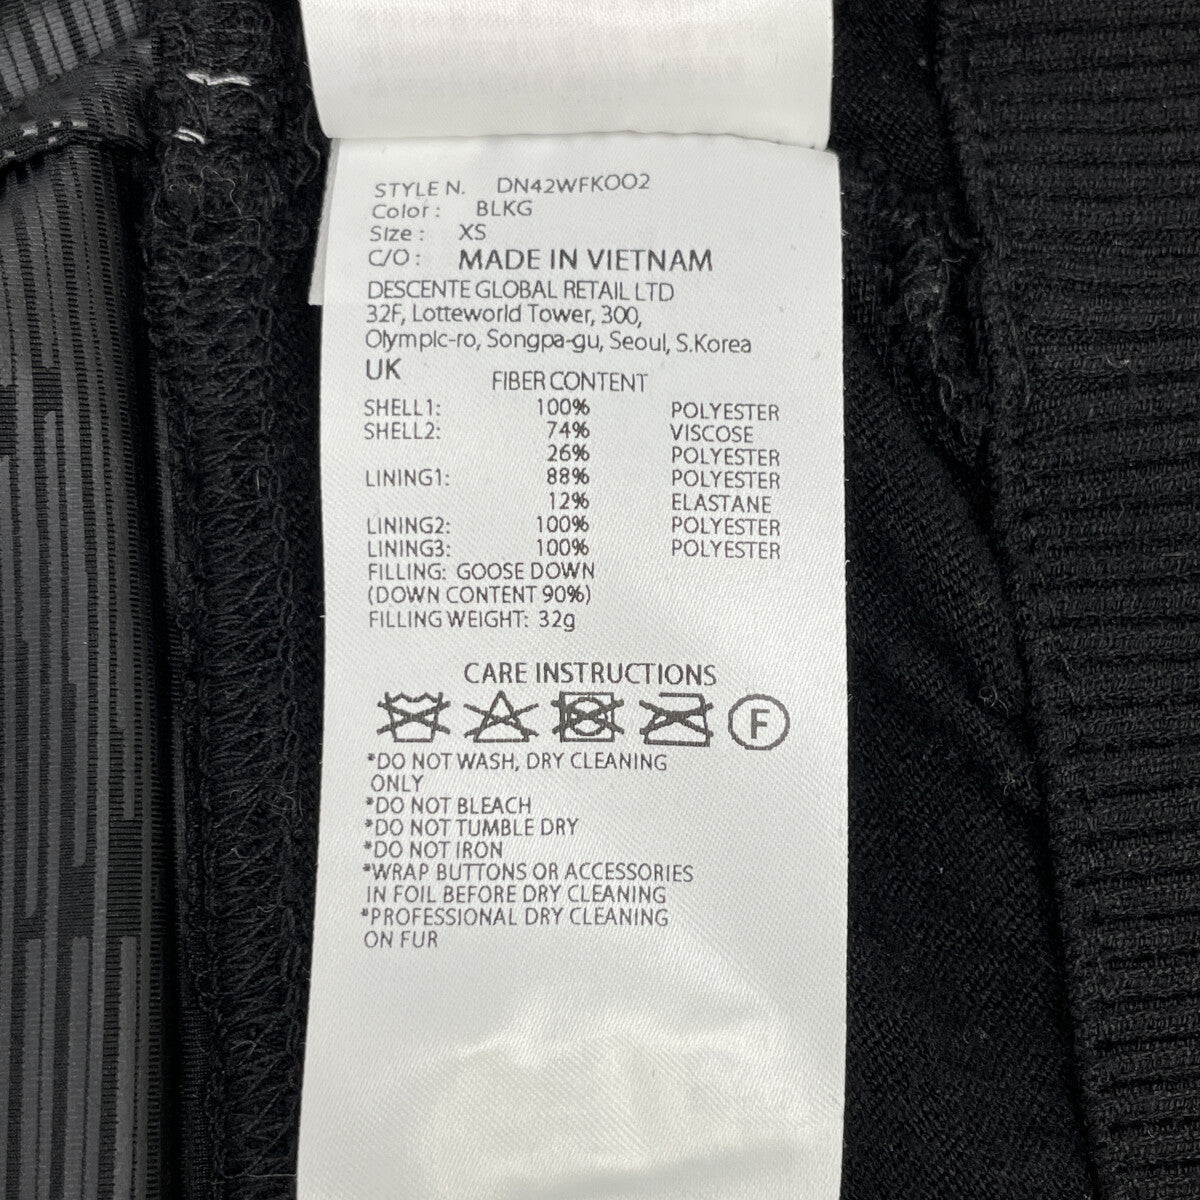 STYLE N. DN42WFKOO2
Color: BLKG
Size: XS
C/O: MADE IN VIETNAM
DESCENTE GLOBAL RETAIL LTD
32F, Lotteworld Tower, 300,
Olympic-ro, Songpa-gu, Seoul, S.Korea
UK
FIBER CONTENT
SHELL1: 100% POLYESTER
SHELL2: 74% VISCOSE
26% POLYESTER
LINING1: 88% POLYESTER
12% ELASTANE
LINING2: 100% POLYESTER
LINING3: 100% POLYESTER
FILLING: GOOSE DOWN
(DOWN CONTENT 90%)
FILLING WEIGHT: 32g
CARE INSTRUCTIONS
F
*DO NOT WASH, DRY CLEANING
ONLY
*DO NOT BLEACH
*DO NOT TUMBLE DRY
*DO NOT IRON
*WRAP BUTTONS OR ACCESSORIES
IN FOIL BEFORE DRY CLEANING
*PROFESSIONAL DRY CLEANING
ON FUR